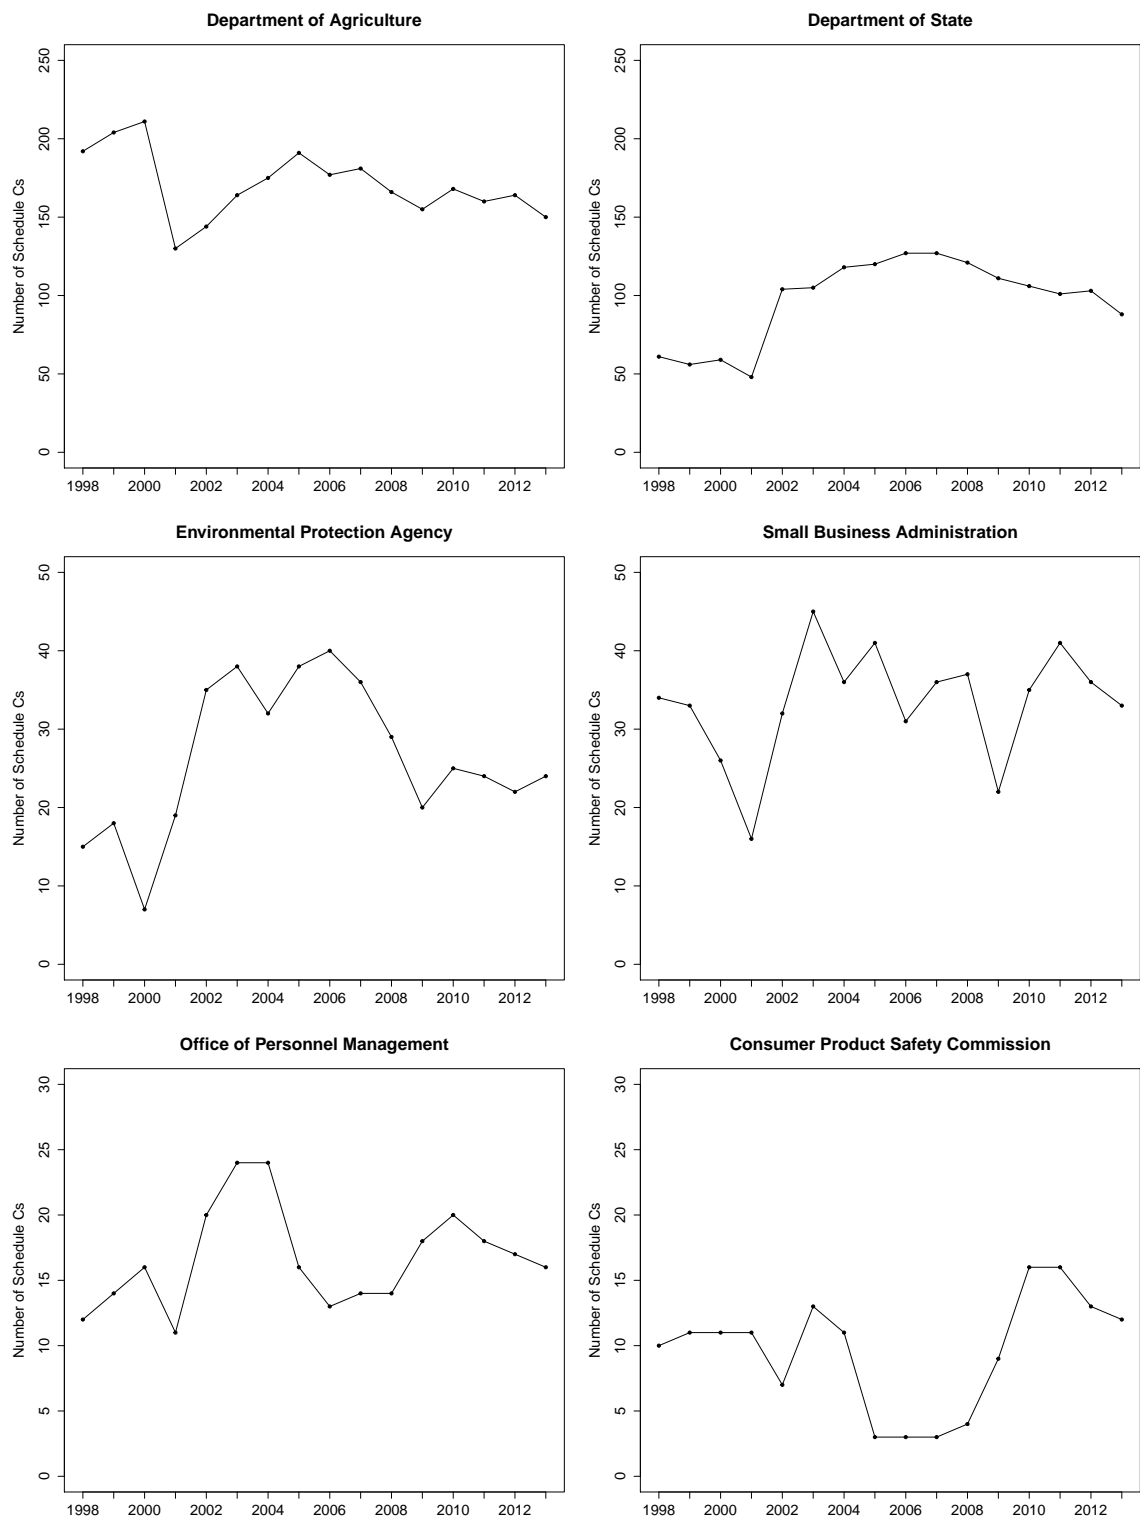 Department of Agriculture
Number of Schedule Cs
250
200
150
100
50
0
1998 2000 2002 2004 2006 2008 2010 2012
Department of State
Number of Schedule Cs
250
200
150
100
50
0
1998 2000 2002 2004 2006 2008 2010 2012
Environmental Protection Agency
Number of Schedule Cs
50
40
30
20
10
0
1998 2000 2002 2004 2006 2008 2010 2012
Small Business Administration
Number of Schedule Cs
50
40
30
20
10
0
1998 2000 2002 2004 2006 2008 2010 2012
Office of Personnel Management
Number of Schedule Cs
30
25
20
15
10
5
0
1998 2000 2002 2004 2006 2008 2010 2012
Consumer Product Safety Commission
Number of Schedule Cs
30
25
20
15
10
5
0
1998 2000 2002 2004 2006 2008 2010 2012